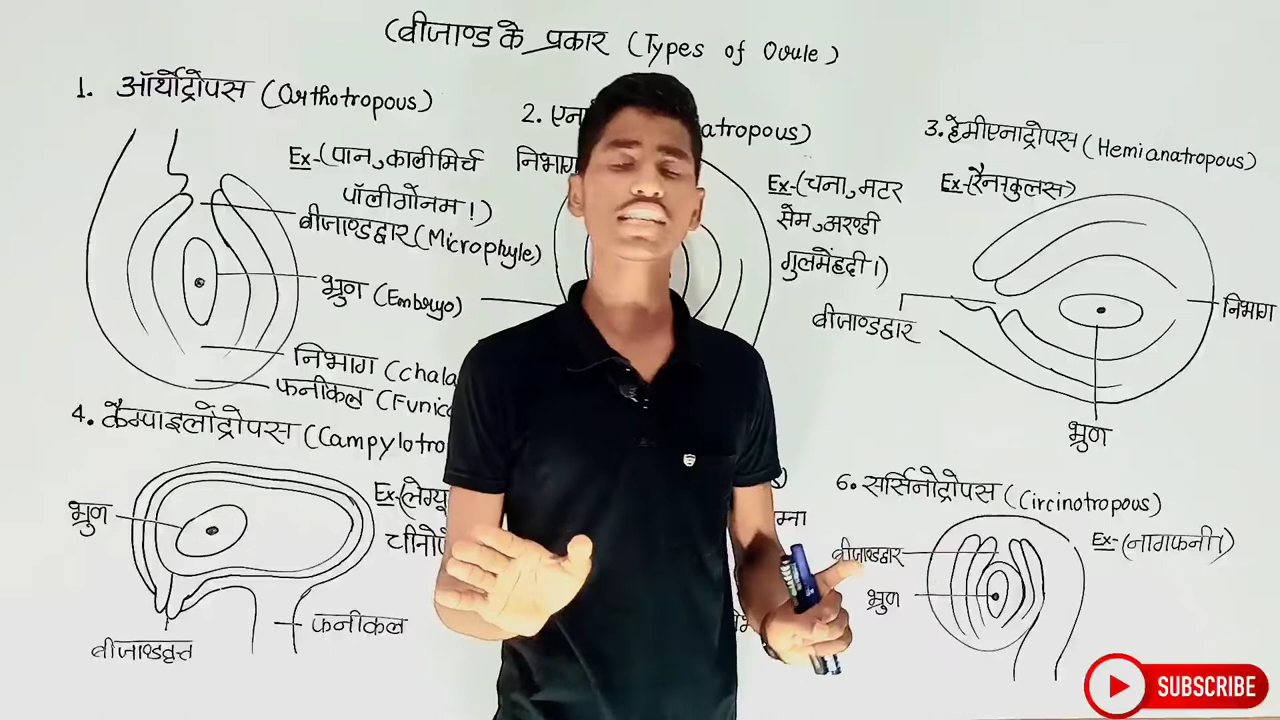 (बीजाण्ड के प्रकार (Types of Ovule)
1. ऑर्थोट्रोपस (Orthotropous)
Ex-(पान, कालीमिर्च
पॉलीगोनम।)
बीजाण्डद्वार (Microphyle)
भ्रुण (Embryo)
निभाग
फनीकल
2.
निभाग
Ex-(चना, मटर
सेम, अरण्डी
गुलमेंहदी।)
3. हेमीएनाट्रोपस (Hemianatropous)
Ex-(रैननकुलस)
बीजाण्डद्वार
निभाग
भ्रुण
4. कैम्पाइलोट्रोपस
भ्रुण
Ex-
फनीकल
बीजाण्डवृत्त
6. सर्सिनोट्रोपस (Circinotropous)
Ex-(नागफनी।)
बीजाण्डद्वार
भ्रुण
SUBSCRIBE